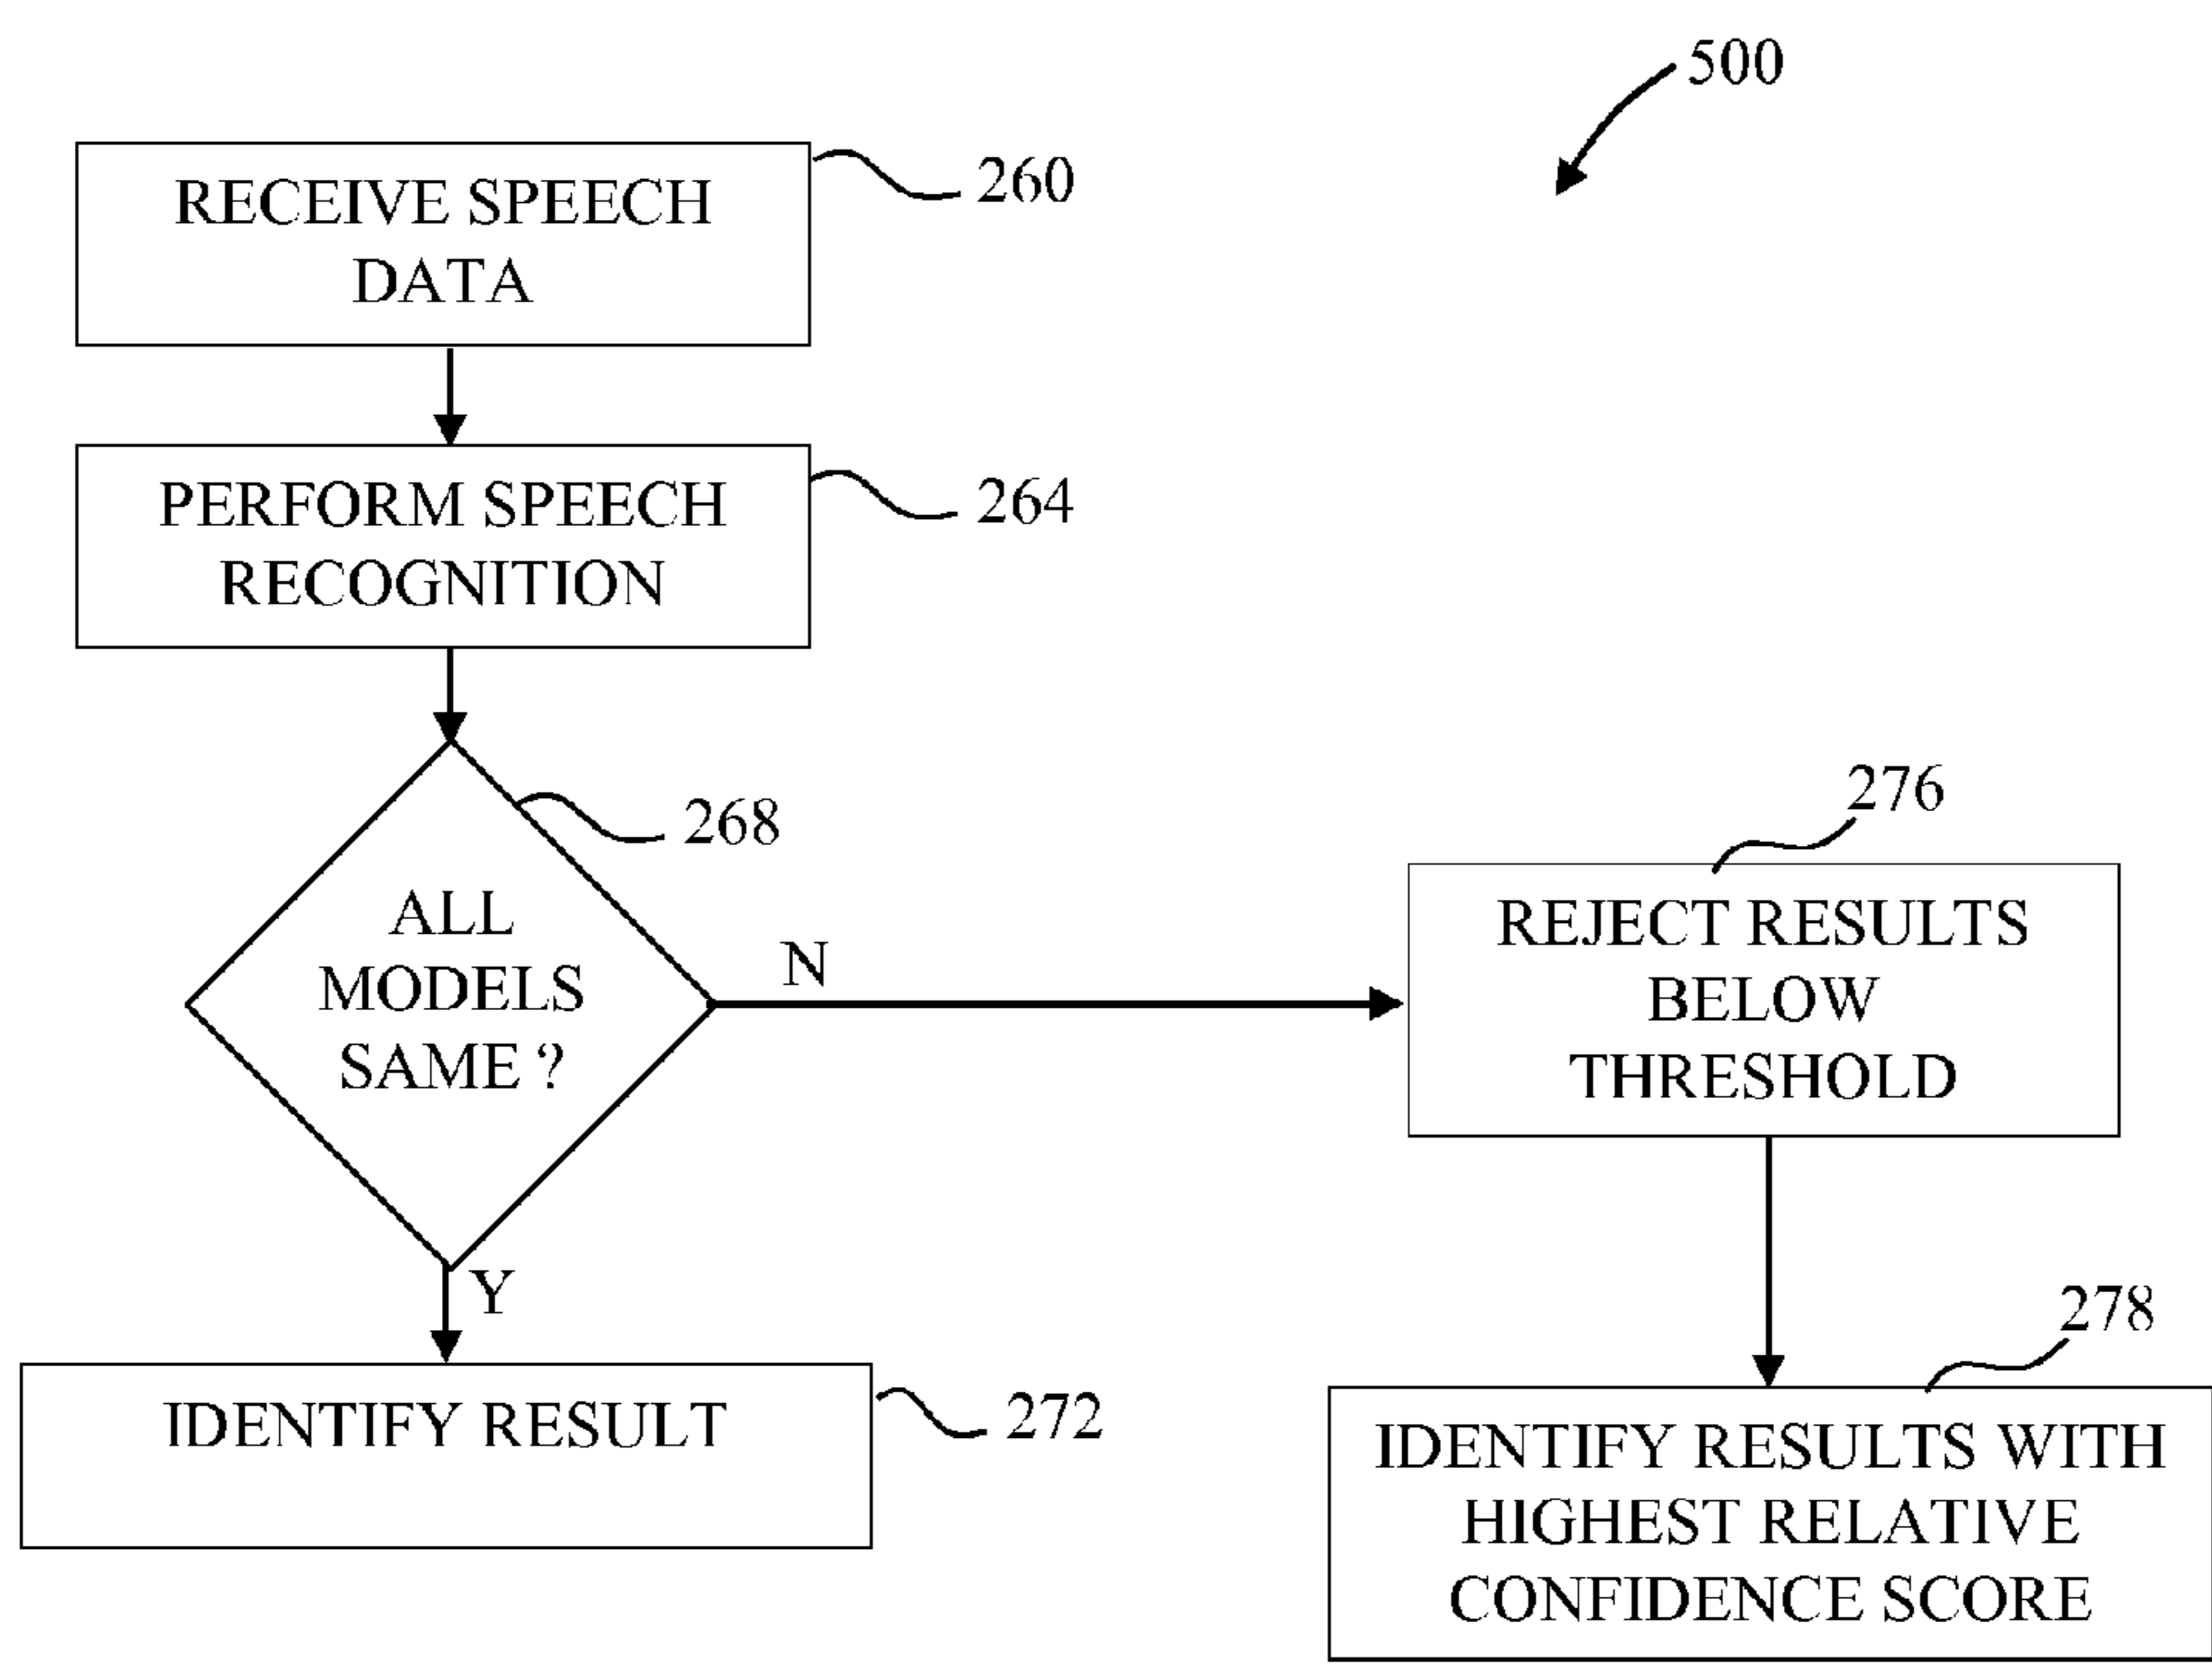 500
RECEIVE SPEECH
DATA
260
PERFORM SPEECH
RECOGNITION
264
ALL
MODELS
SAME ?
268
N
Y
IDENTIFY RESULT
272
276
REJECT RESULTS
BELOW
THRESHOLD
278
IDENTIFY RESULTS WITH
HIGHEST RELATIVE
CONFIDENCE SCORE